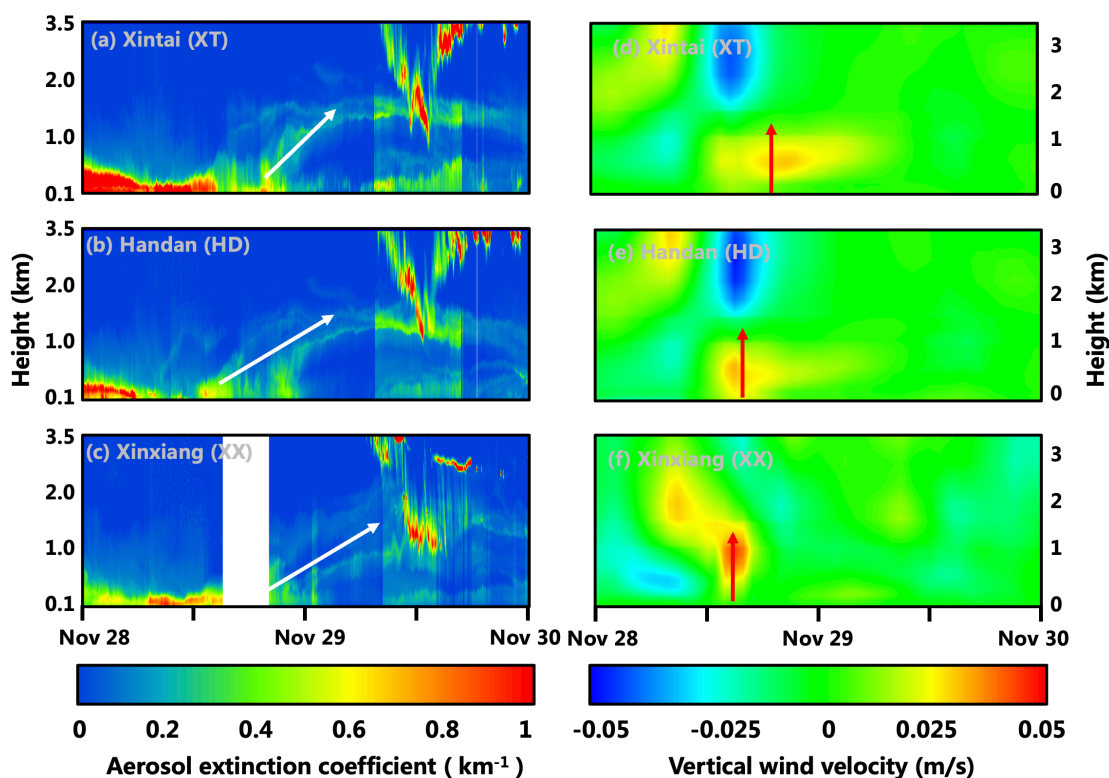 3.5
2.0
1.0
0.1
(a) Xintai (XT)
(d) Xintai (XT)
3
2
1
0
3.5
2.0
1.0
0.1
(b) Handan (HD)
(e) Handan (HD)
3
2
1
0
Height (km)
Height (km)
3.5
2.0
1.0
0.1
(c) Xinxiang (XX)
(f) Xinxiang (XX)
3
2
1
0
Nov 28 Nov 29 Nov 30
Nov 28 Nov 29 Nov 30
0 0.2 0.4 0.6 0.8 1
Aerosol extinction coefficient ( km⁻¹ )
-0.05 -0.025 0 0.025 0.05
Vertical wind velocity (m/s)